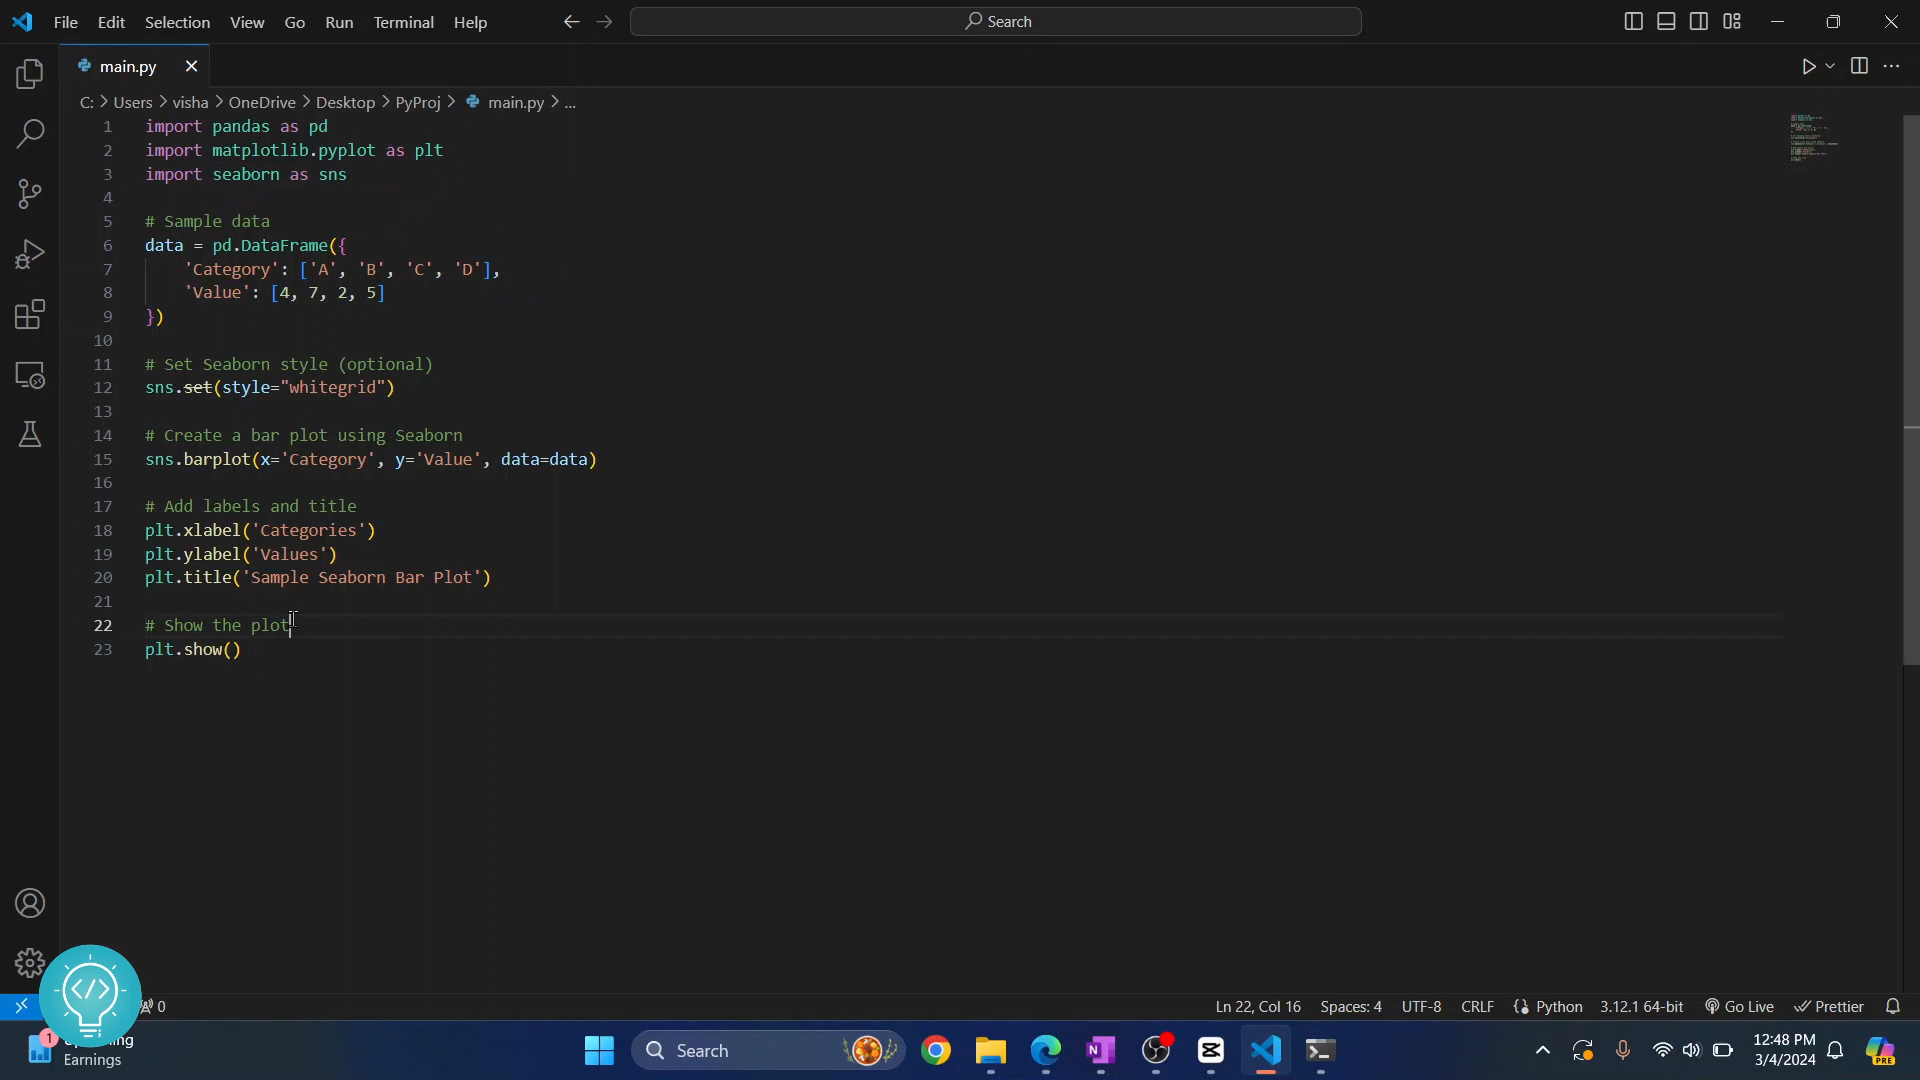 File Edit Selection View Go Run Terminal Help
Search
main.py
C: > Users > visha > OneDrive > Desktop > PyProj > main.py > ...
1 import pandas as pd
2 import matplotlib.pyplot as plt
3 import seaborn as sns
4
5 # Sample data
6 data = pd.DataFrame({
7 'Category': ['A', 'B', 'C', 'D'],
8 'Value': [4, 7, 2, 5]
9 })
10
11 # Set Seaborn style (optional)
12 sns.set(style="whitegrid")
13
14 # Create a bar plot using Seaborn
15 sns.barplot(x='Category', y='Value', data=data)
16
17 # Add labels and title
18 plt.xlabel('Categories')
19 plt.ylabel('Values')
20 plt.title('Sample Seaborn Bar Plot')
21
22 # Show the plot
23 plt.show()
</> 
0 Ln 22, Col 16 Spaces: 4 UTF-8 CRLF {} Python 3.12.1 64-bit Go Live Prettier
1
Earnings
Search
N
PRE
12:48 PM
3/4/2024